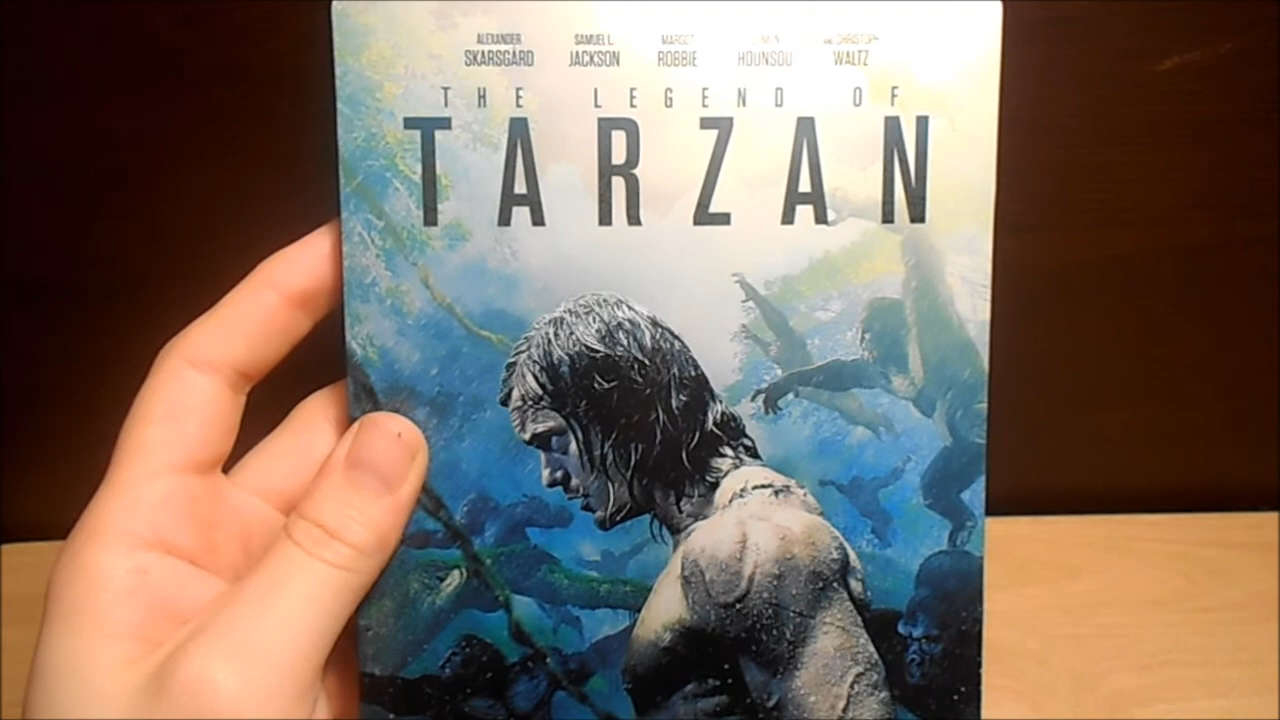 ALEXANDER SAMUEL L. MARGOT
SKARSGÅRD JACKSON ROBBIE HOUNSOU WALTZ
THE LEGEND OF
TARZAN